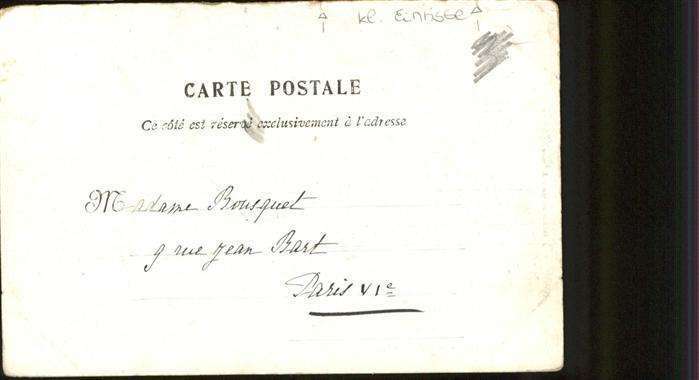 kl. Einrisse
CARTE POSTALE
Ce côté est réservé exclusivement à l'adresse
Madame Bousquet
9 rue Jean Bart
Paris VIe